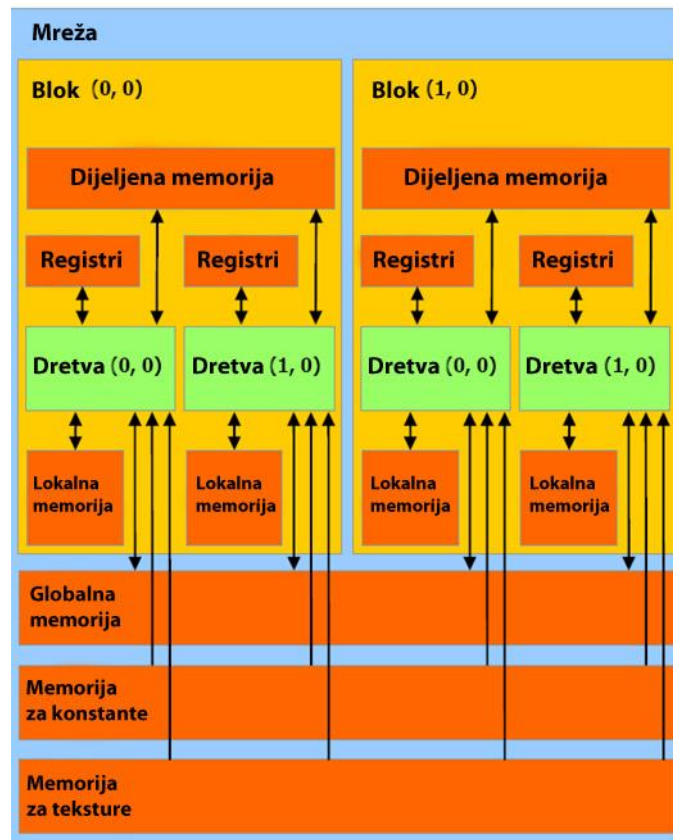 Mreža
Blok (0, 0)
Blok (1, 0)
Dijeljena memorija
Dijeljena memorija
Registri
Registri
Registri
Registri
Dretva (0, 0)
Dretva (1, 0)
Dretva (0, 0)
Dretva (1, 0)
Lokalna
memorija
Lokalna
memorija
Lokalna
memorija
Lokalna
memorija
Globalna
memorija
Memorija
za konstante
Memorija
za teksture